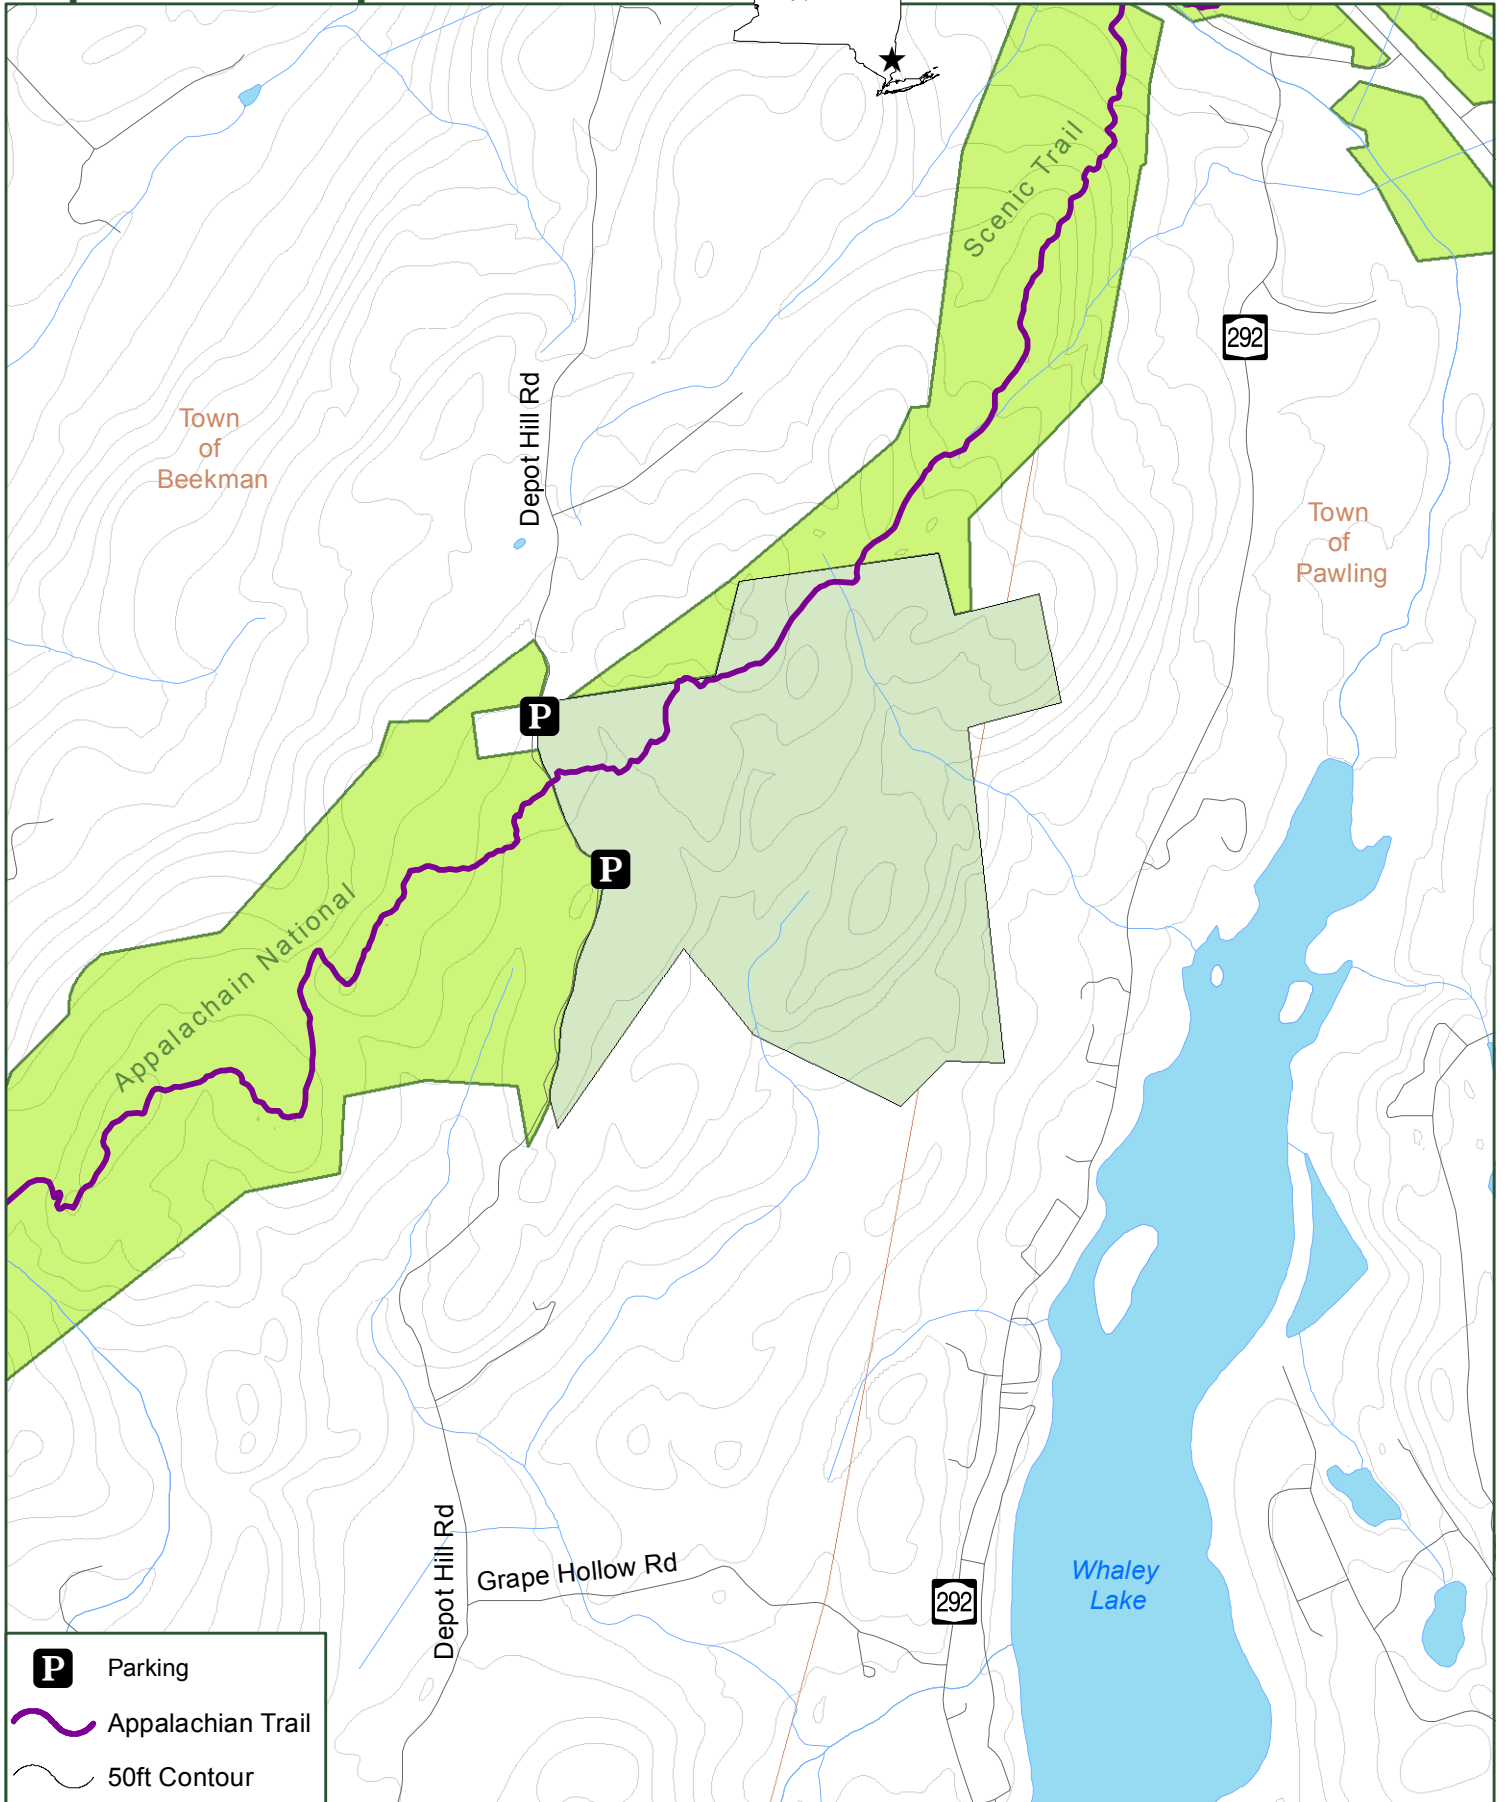 Scenic Trail
292
Town
of
Beekman
Depot Hill Rd
Town
of
Pawling
P
P
Appalachain National
Whaley
Lake
Depot Hill Rd
Grape Hollow Rd
292
P Parking
Appalachian Trail
50ft Contour